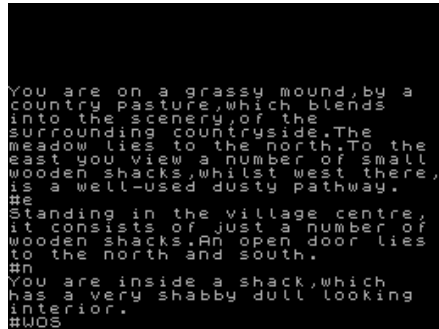 You are on a grassy mound,by a
country pasture,which blends
into the scenery,of the
surrounding countryside.The
meadow lies to the north.To the
east you view a number of small
wooden shacks,whilst west there,
is a well-used dusty pathway.
#e
Standing in the village centre,
it consists of just a number of
wooden shacks.An open door lies
to the north and south.
#n
You are inside a shack,which
has a very shabby dull looking
interior.
#WOS